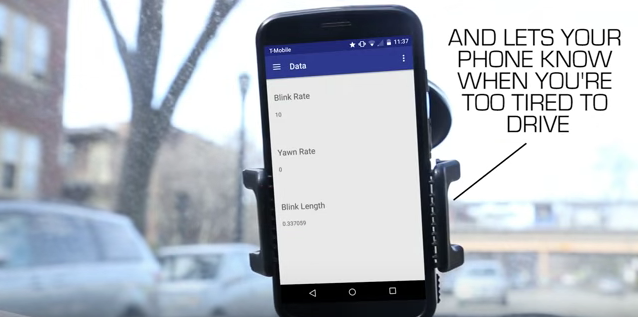 T-Mobile 11:37
Data
Blink Rate
10
Yawn Rate
0
Blink Length
0.337059
AND LETS YOUR
PHONE KNOW
WHEN YOU'RE
TOO TIRED TO
DRIVE